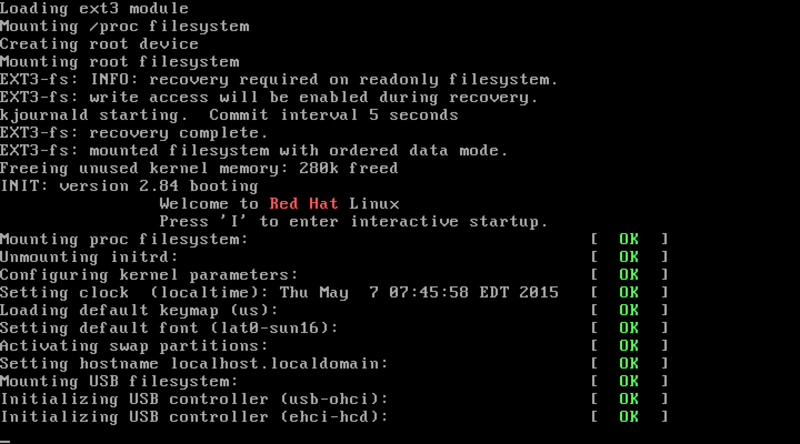 Loading ext3 module
Mounting /proc filesystem
Creating root device
Mounting root filesystem
EXT3-fs: INFO: recovery required on readonly filesystem.
EXT3-fs: write access will be enabled during recovery.
kjournald starting.  Commit interval 5 seconds
EXT3-fs: recovery complete.
EXT3-fs: mounted filesystem with ordered data mode.
Freeing unused kernel memory: 280k freed
INIT: version 2.84 booting
Welcome to Red Hat Linux
Press 'I' to enter interactive startup.
Mounting proc filesystem: [  OK  ]
Unmounting initrd: [  OK  ]
Configuring kernel parameters: [  OK  ]
Setting clock  (localtime): Thu May  7 07:45:58 EDT 2015 [  OK  ]
Loading default keymap (us): [  OK  ]
Setting default font (lat0-sun16): [  OK  ]
Activating swap partitions: [  OK  ]
Setting hostname localhost.localdomain: [  OK  ]
Mounting USB filesystem: [  OK  ]
Initializing USB controller (usb-ohci): [  OK  ]
Initializing USB controller (ehci-hcd): [  OK  ]